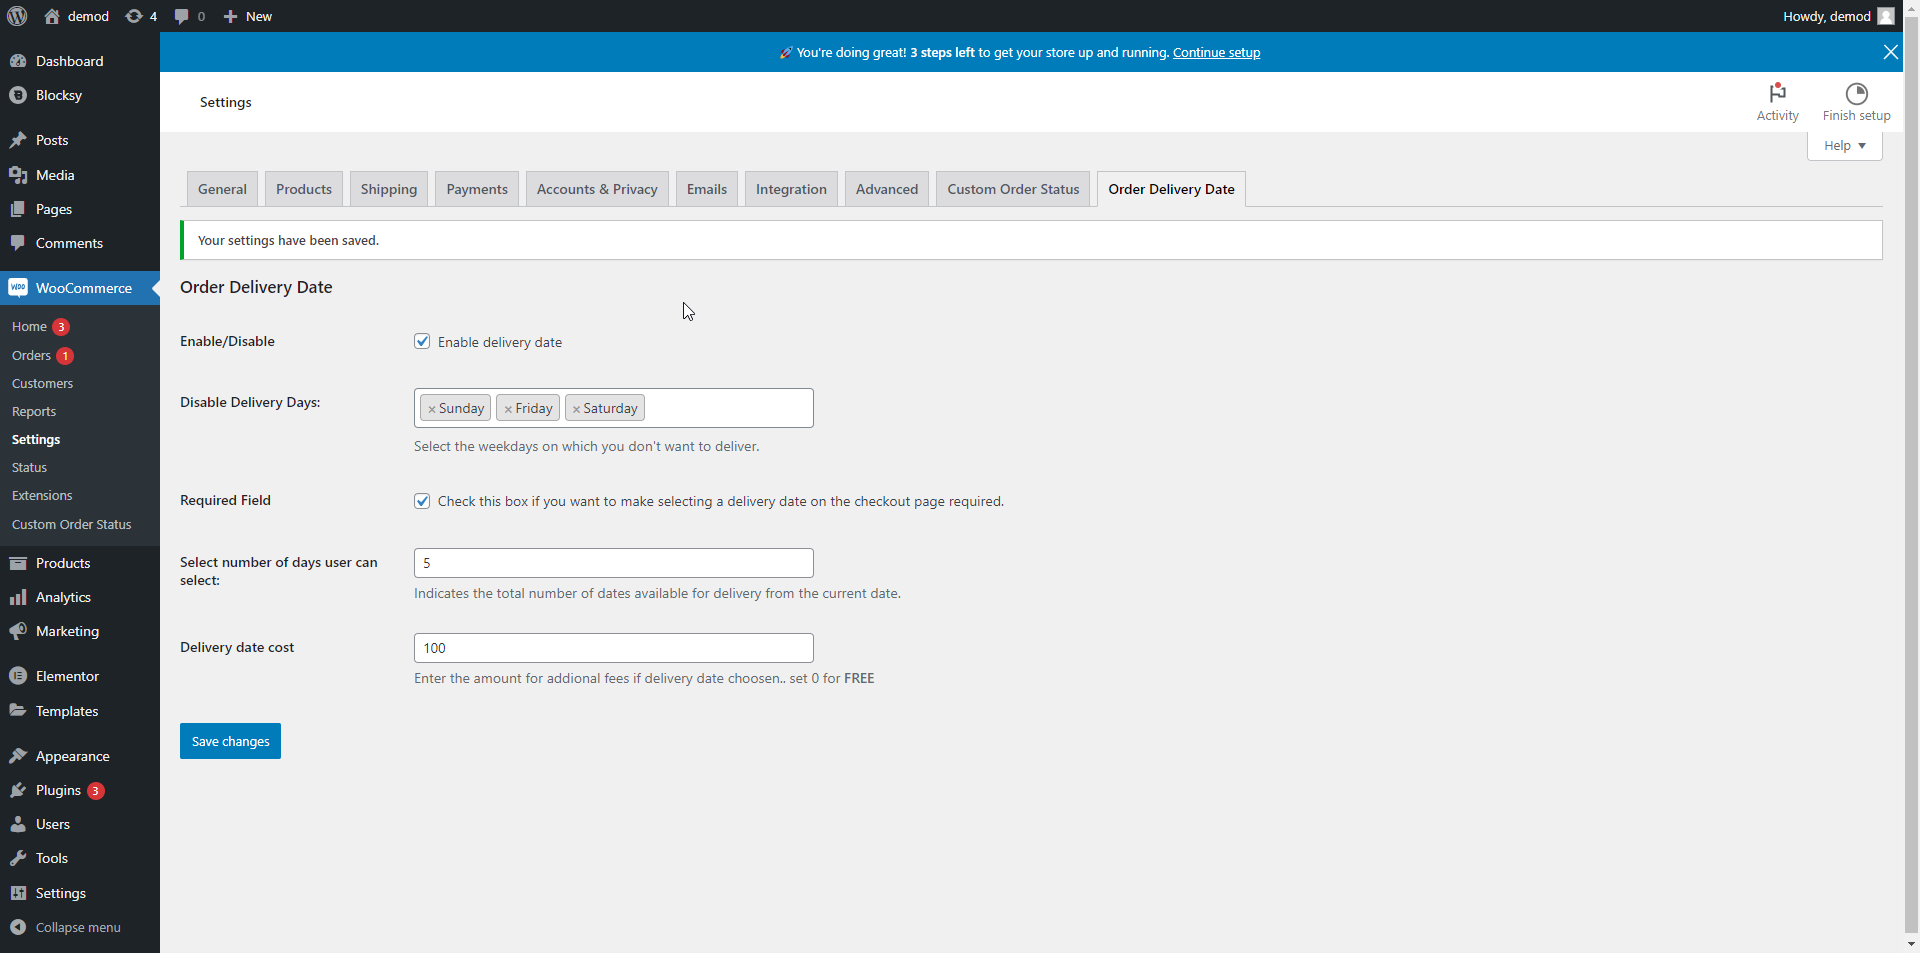 demod
4
0
New
Howdy, demod
You're doing great! 3 steps left to get your store up and running. Continue setup
Dashboard
Blocksy
Posts
Media
Pages
Comments
WooCommerce
Home 3
Orders 1
Customers
Reports
Settings
Status
Extensions
Custom Order Status
Products
Analytics
Marketing
Elementor
Templates
Appearance
Plugins 3
Users
Tools
Settings
Collapse menu
Settings
Activity
Finish setup
Help
General
Products
Shipping
Payments
Accounts & Privacy
Emails
Integration
Advanced
Custom Order Status
Order Delivery Date
Your settings have been saved.
Order Delivery Date
Enable/Disable
Enable delivery date
Disable Delivery Days:
× Sunday × Friday × Saturday
Select the weekdays on which you don't want to deliver.
Required Field
Check this box if you want to make selecting a delivery date on the checkout page required.
Select number of days user can
select:
5
Indicates the total number of dates available for delivery from the current date.
Delivery date cost
100
Enter the amount for addional fees if delivery date choosen.. set 0 for FREE
Save changes